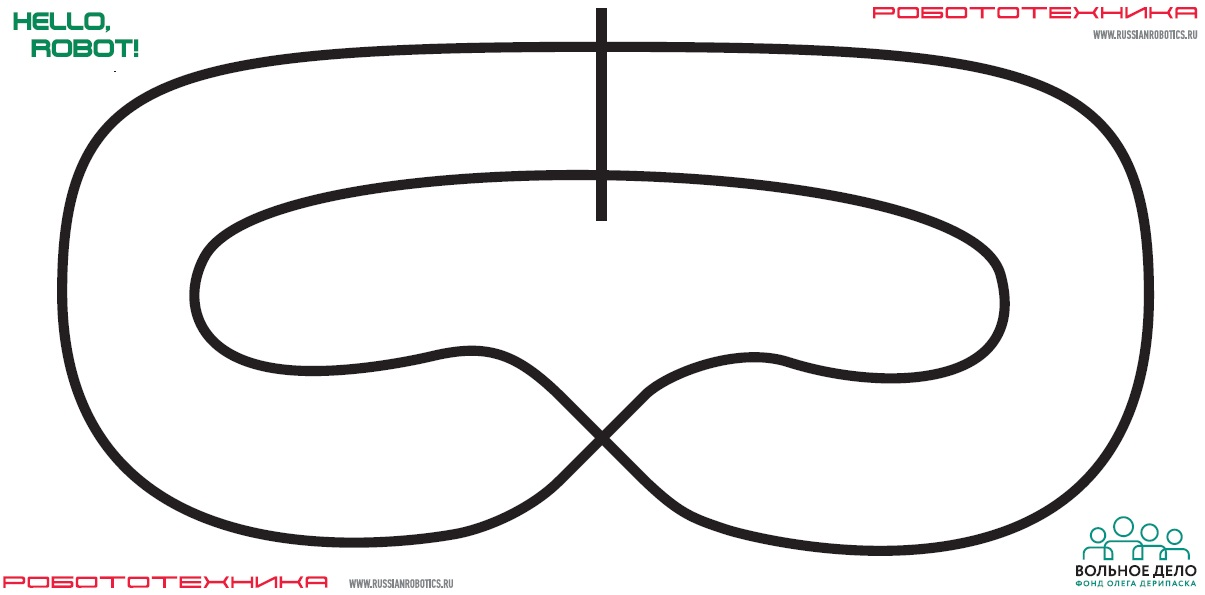 HELLO,
ROBOT!
РОБОТОТЕХНИКА
WWW.RUSSIANROBOTICS.RU
РОБОТОТЕХНИКА
WWW.RUSSIANROBOTICS.RU
ВОЛЬНОЕ ДЕЛО
ФОНД ОЛЕГА ДЕРИПАСКА